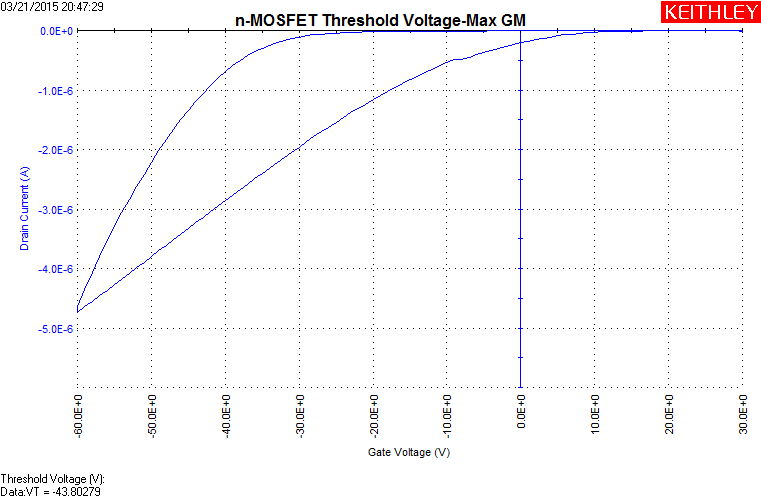 03/21/2015 20:47:29
n-MOSFET Threshold Voltage-Max GM
KEITHLEY
0.0E+0
-1.0E-6
-2.0E-6
-3.0E-6
-4.0E-6
-5.0E-6
Drain Current (A)
-60.0E+0
-50.0E+0
-40.0E+0
-30.0E+0
-20.0E+0
-10.0E+0
0.0E+0
10.0E+0
20.0E+0
30.0E+0
Gate Voltage (V)
Threshold Voltage (V):
Data:VT = -43.80279